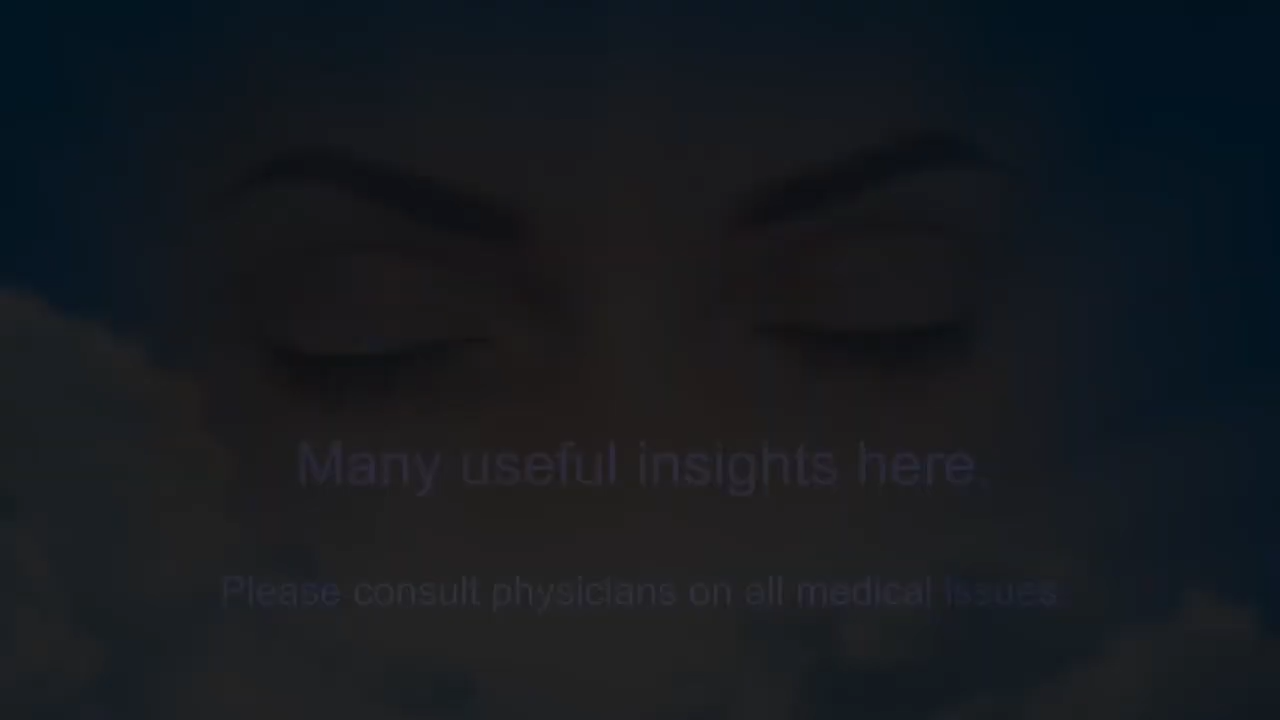 Many useful insights here.
Please consult physicians on all medical issues.